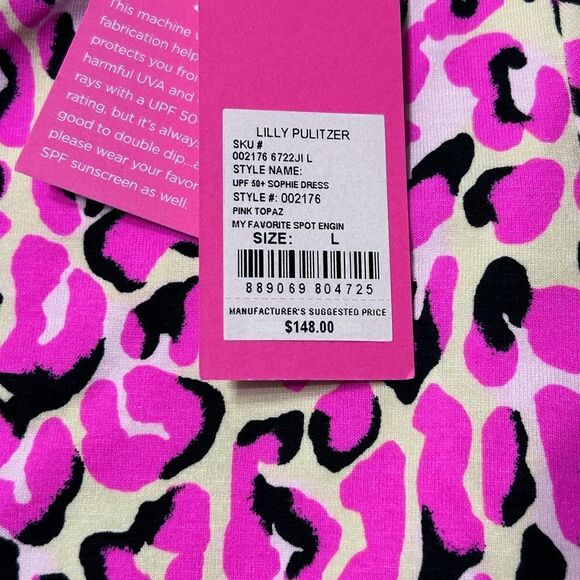 This machine
fabrication help
protects you from
harmful UVA and
rays with a UPF 50
rating, but it's always
good to double dip...a
please wear your favor
SPF sunscreen as well.
LILLY PULITZER
SKU #
002176 6722JI L
STYLE NAME:
UPF 50+ SOPHIE DRESS
STYLE #: 002176
PINK TOPAZ
MY FAVORITE SPOT ENGIN
SIZE: L
889069 804725
MANUFACTURER'S SUGGESTED PRICE
$148.00